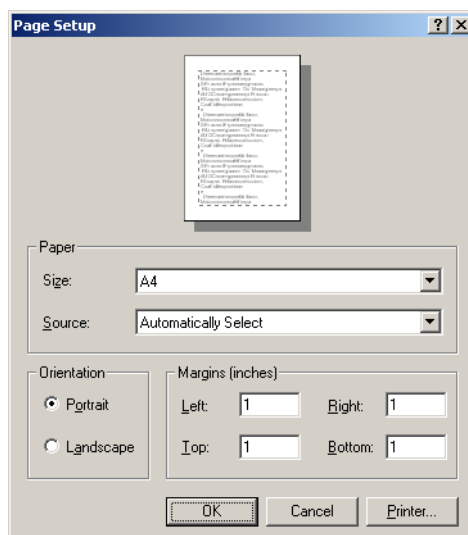 Page Setup
Paper
Size: A4
Source: Automatically Select
Orientation
Portrait
Landscape
Margins (inches)
Left: 1 Right: 1
Top: 1 Bottom: 1
OK Cancel Printer...